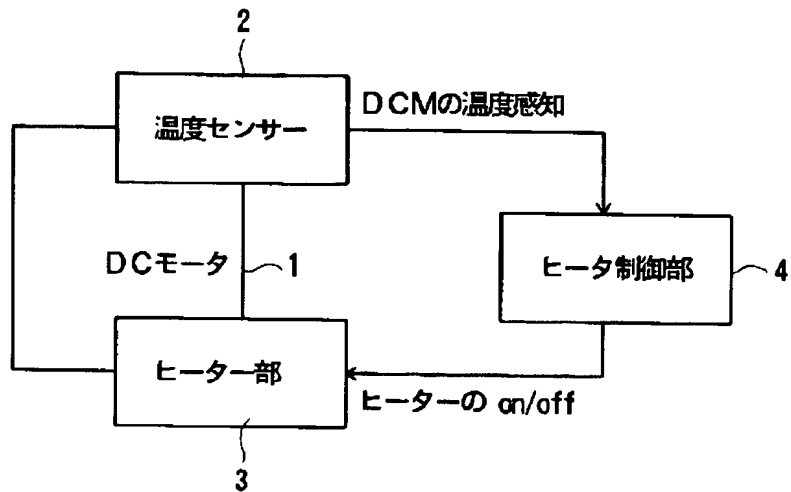 2
温度センサー
DCMの温度感知
DCモータ
1
ヒータ制御部
4
ヒーター部
ヒーターの on/off
3